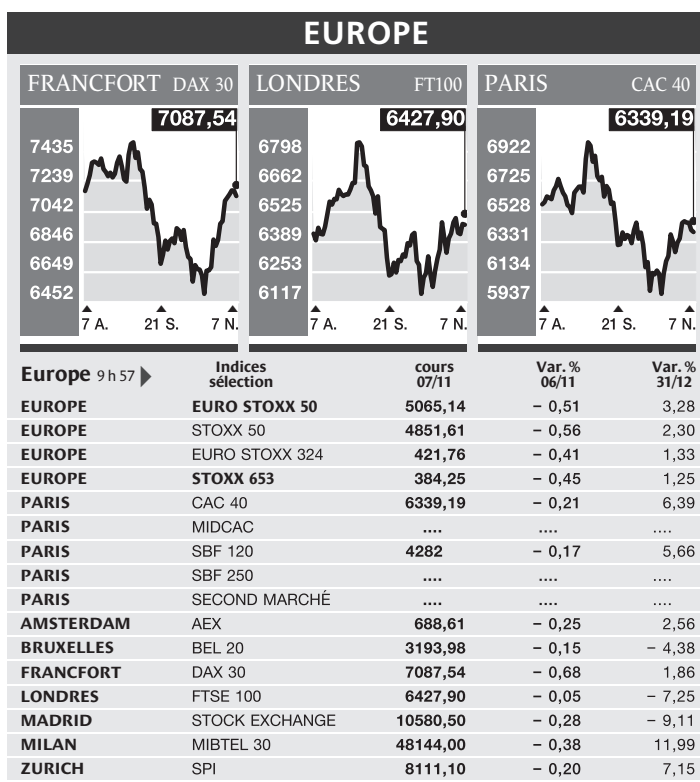 EUROPE
FRANCFORT DAX 30
7087,54
7435
7239
7042
6846
6649
6452
7 A. 21 S. 7 N.
LONDRES FT100
6427,90
6798
6662
6525
6389
6253
6117
7 A. 21 S. 7 N.
PARIS CAC 40
6339,19
6922
6725
6528
6331
6134
5937
7 A. 21 S. 7 N.
Europe 9 h 57 Indices sélection cours 07/11 Var. % 06/11 Var. % 31/12
EUROPE EURO STOXX 50 5065,14 – 0,51 3,28
EUROPE STOXX 50 4851,61 – 0,56 2,30
EUROPE EURO STOXX 324 421,76 – 0,41 1,33
EUROPE STOXX 653 384,25 – 0,45 1,25
PARIS CAC 40 6339,19 – 0,21 6,39
PARIS MIDCAC .... .... ....
PARIS SBF 120 4282 – 0,17 5,66
PARIS SBF 250 .... .... ....
PARIS SECOND MARCHÉ .... .... ....
AMSTERDAM AEX 688,61 – 0,25 2,56
BRUXELLES BEL 20 3193,98 – 0,15 – 4,38
FRANCFORT DAX 30 7087,54 – 0,68 1,86
LONDRES FTSE 100 6427,90 – 0,05 – 7,25
MADRID STOCK EXCHANGE 10580,50 – 0,28 – 9,11
MILAN MIBTEL 30 48144,00 – 0,38 11,99
ZURICH SPI 8111,10 – 0,20 7,15